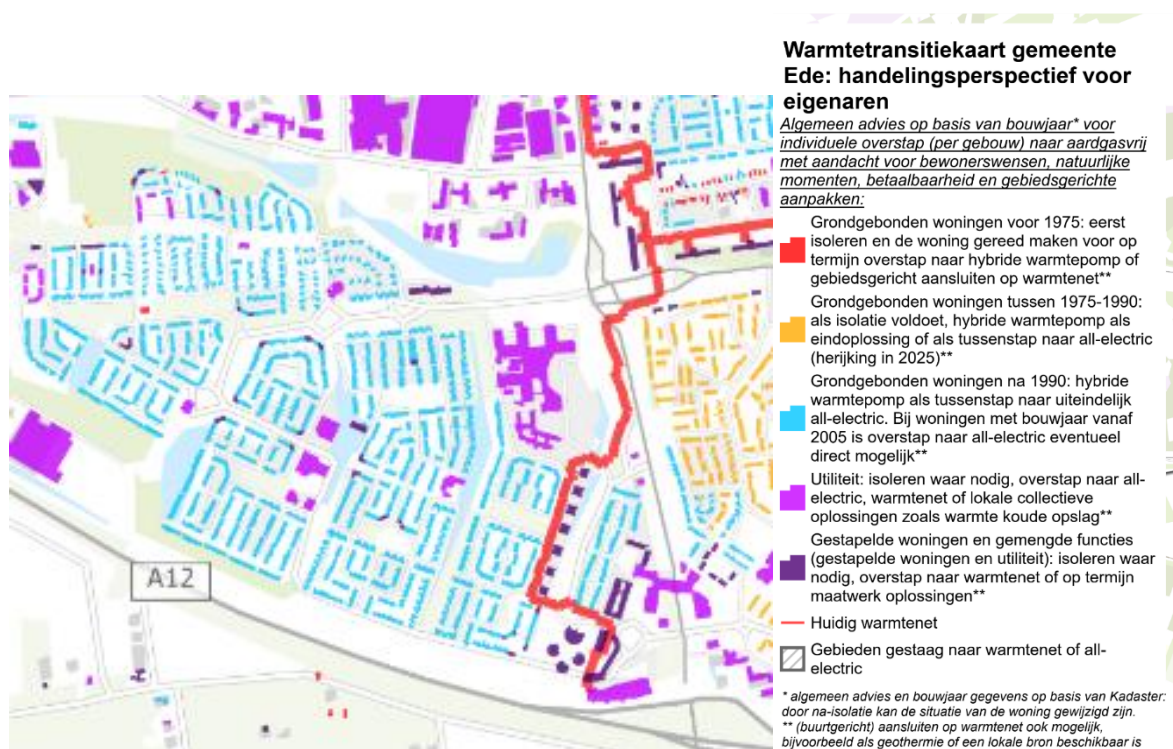 Warmtetransitiekaart gemeente
Ede: handelingsperspectief voor
eigenaren
Algemeen advies op basis van bouwjaar* voor
individuele overstap (per gebouw) naar aardgasvrij
met aandacht voor bewonerswensen, natuurlijke
momenten, betaalbaarheid en gebiedsgerichte
aanpakken:
Grondgebonden woningen voor 1975: eerst
isoleren en de woning gereed maken voor op
termijn overstap naar hybride warmtepomp of
gebiedsgericht aansluiten op warmtenet**
Grondgebonden woningen tussen 1975-1990:
als isolatie voldoet, hybride warmtepomp als
eindoplossing of als tussenstap naar all-electric
(herijking in 2025)**
Grondgebonden woningen na 1990: hybride
warmtepomp als tussenstap naar uiteindelijk
all-electric. Bij woningen met bouwjaar vanaf
2005 is overstap naar all-electric eventueel
direct mogelijk**
Utiliteit: isoleren waar nodig, overstap naar all-
electric, warmtenet of lokale collectieve
oplossingen zoals warmte koude opslag**
Gestapelde woningen en gemengde functies
(gestapelde woningen en utiliteit): isoleren waar
nodig, overstap naar warmtenet of op termijn
maatwerk oplossingen**
Huidig warmtenet
Gebieden gestaag naar warmtenet of all-
electric
* algemeen advies en bouwjaar gegevens op basis van Kadaster:
door na-isolatie kan de situatie van de woning gewijzigd zijn.
** (buurtgericht) aansluiten op warmtenet ook mogelijk,
bijvoorbeeld als geothermie of een lokale bron beschikbaar is
A12